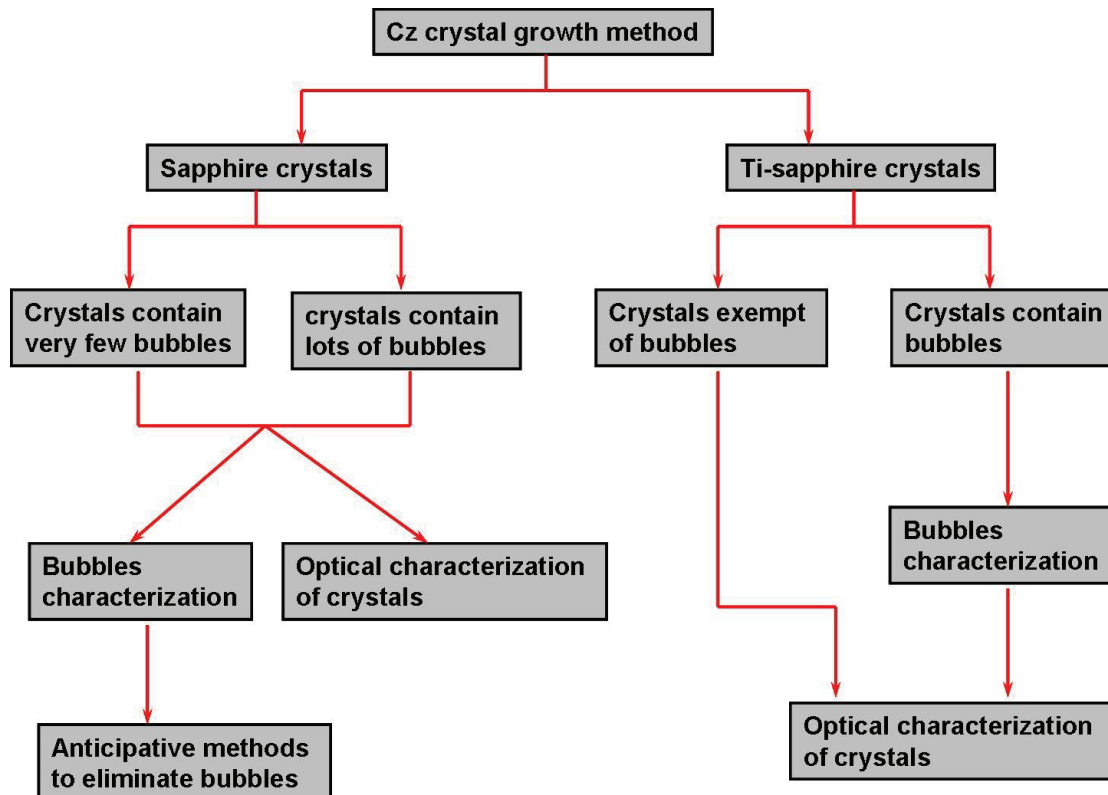 Cz crystal growth method
Sapphire crystals
Ti-sapphire crystals
Crystals contain
very few bubbles
crystals contain
lots of bubbles
Crystals exempt
of bubbles
Crystals contain
bubbles
Bubbles
characterization
Optical characterization
of crystals
Bubbles
characterization
Anticipative methods
to eliminate bubbles
Optical characterization
of crystals